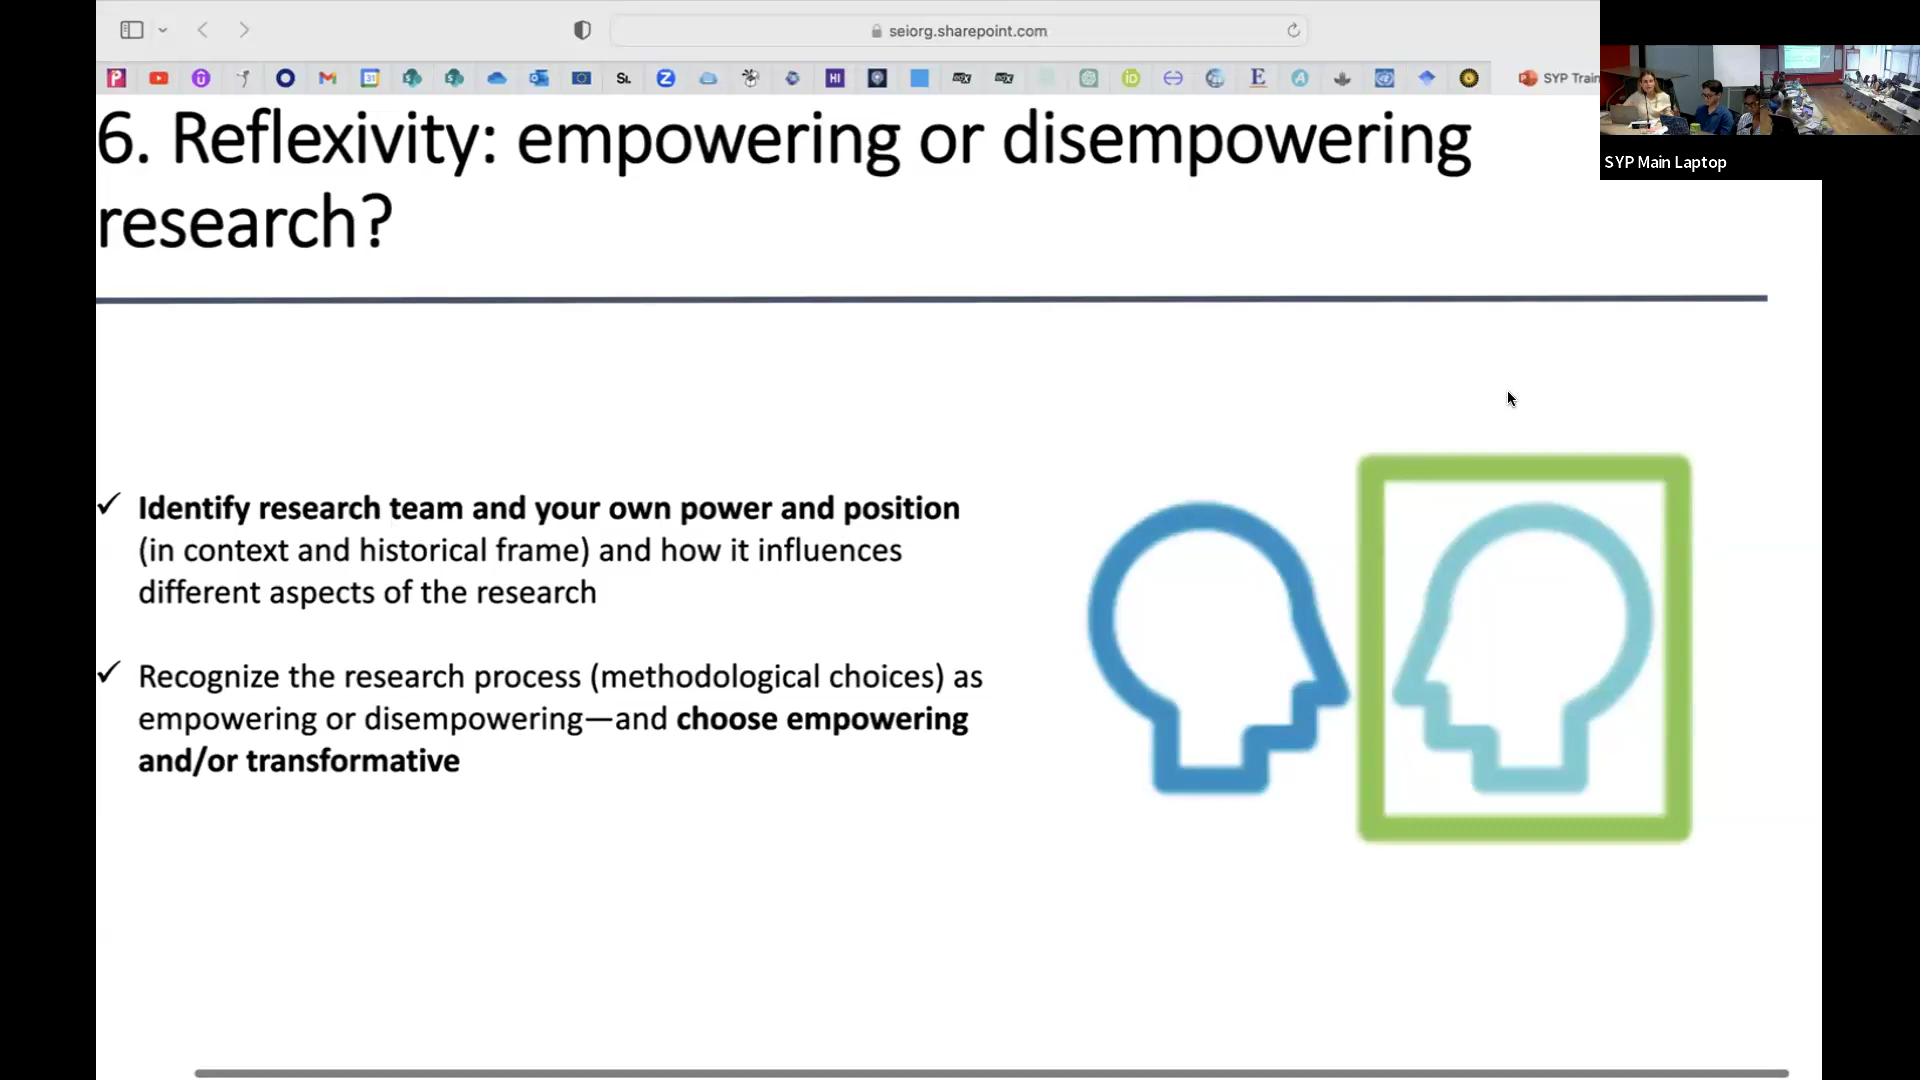 seiorg.sharepoint.com
SYP Train
SYP Main Laptop
6. Reflexivity: empowering or disempowering
research?
✓ Identify research team and your own power and position
(in context and historical frame) and how it influences
different aspects of the research
✓ Recognize the research process (methodological choices) as
empowering or disempowering—and choose empowering
and/or transformative